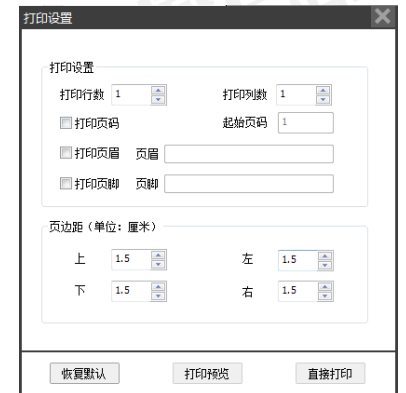 打印设置
打印设置
打印行数 1 打印列数 1
打印页码 起始页码 1
打印页眉 页眉
打印页脚 页脚
页边距（单位：厘米）
上 1.5 左 1.5
下 1.5 右 1.5
恢复默认 打印预览 直接打印